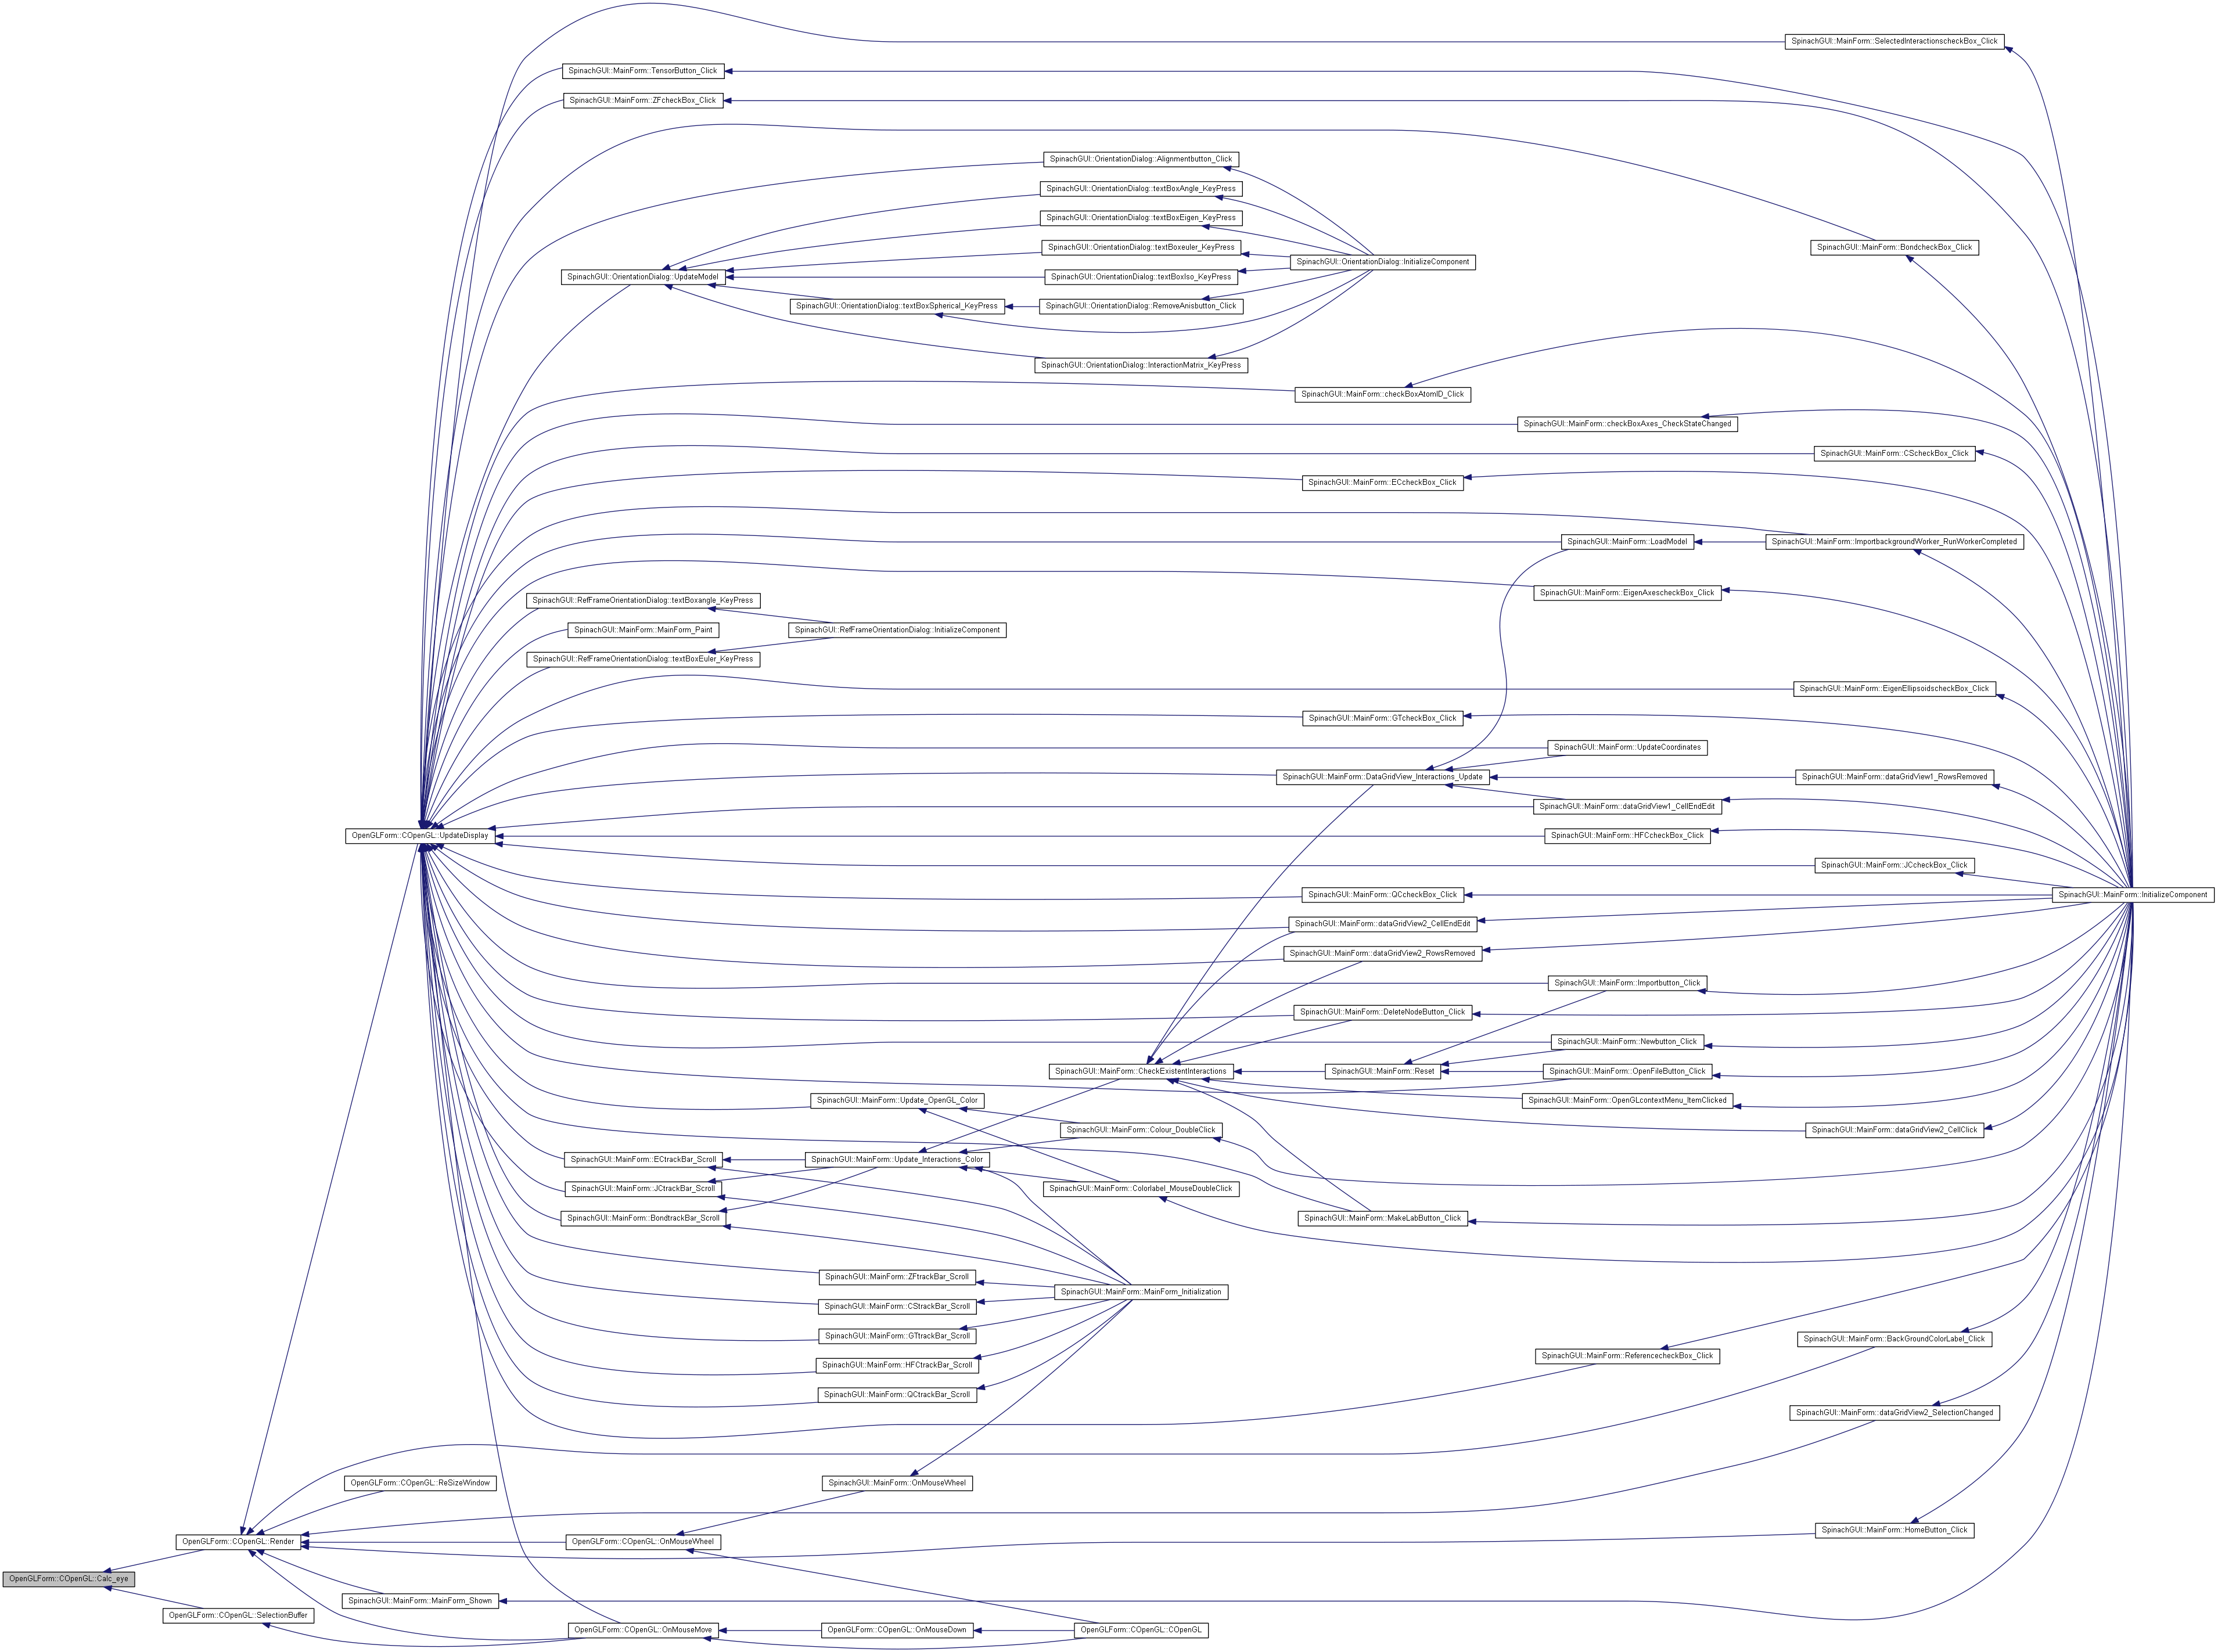 SpinachGUI::MainForm::SelectedInteractionscheckBox_Click
SpinachGUI::MainForm::TensorButton_Click
SpinachGUI::MainForm::ZFcheckBox_Click
SpinachGUI::OrientationDialog::Alignmentbutton_Click
SpinachGUI::OrientationDialog::textBoxAngle_KeyPress
SpinachGUI::OrientationDialog::textBoxEigen_KeyPress
SpinachGUI::OrientationDialog::textBoxeuler_KeyPress
SpinachGUI::MainForm::BondcheckBox_Click
SpinachGUI::OrientationDialog::InitializeComponent
SpinachGUI::OrientationDialog::UpdateModel
SpinachGUI::OrientationDialog::textBoxIso_KeyPress
SpinachGUI::OrientationDialog::textBoxSpherical_KeyPress
SpinachGUI::OrientationDialog::RemoveAnisbutton_Click
SpinachGUI::OrientationDialog::InteractionMatrix_KeyPress
SpinachGUI::MainForm::checkBoxAtomID_Click
SpinachGUI::MainForm::checkBoxAxes_CheckStateChanged
SpinachGUI::MainForm::CScheckBox_Click
SpinachGUI::MainForm::ECcheckBox_Click
SpinachGUI::MainForm::LoadModel
SpinachGUI::MainForm::ImportbackgroundWorker_RunWorkerCompleted
SpinachGUI::MainForm::EigenAxescheckBox_Click
SpinachGUI::RefFrameOrientationDialog::textBoxangle_KeyPress
SpinachGUI::MainForm::MainForm_Paint
SpinachGUI::RefFrameOrientationDialog::InitializeComponent
SpinachGUI::RefFrameOrientationDialog::textBoxEuler_KeyPress
SpinachGUI::MainForm::EigenEllipsoidscheckBox_Click
SpinachGUI::MainForm::GTcheckBox_Click
SpinachGUI::MainForm::UpdateCoordinates
SpinachGUI::MainForm::DataGridView_Interactions_Update
SpinachGUI::MainForm::dataGridView1_RowsRemoved
SpinachGUI::MainForm::dataGridView1_CellEndEdit
OpenGLForm::COpenGL::UpdateDisplay
SpinachGUI::MainForm::HFCcheckBox_Click
SpinachGUI::MainForm::JCcheckBox_Click
SpinachGUI::MainForm::QCcheckBox_Click
SpinachGUI::MainForm::InitializeComponent
SpinachGUI::MainForm::dataGridView2_CellEndEdit
SpinachGUI::MainForm::dataGridView2_RowsRemoved
SpinachGUI::MainForm::Importbutton_Click
SpinachGUI::MainForm::DeleteNodeButton_Click
SpinachGUI::MainForm::Newbutton_Click
SpinachGUI::MainForm::CheckExistentInteractions
SpinachGUI::MainForm::Reset
SpinachGUI::MainForm::OpenFileButton_Click
SpinachGUI::MainForm::Update_OpenGL_Color
SpinachGUI::MainForm::OpenGLcontextMenu_ItemClicked
SpinachGUI::MainForm::Colour_DoubleClick
SpinachGUI::MainForm::dataGridView2_CellClick
SpinachGUI::MainForm::ECtrackBar_Scroll
SpinachGUI::MainForm::Update_Interactions_Color
SpinachGUI::MainForm::JCtrackBar_Scroll
SpinachGUI::MainForm::Colorlabel_MouseDoubleClick
SpinachGUI::MainForm::BondtrackBar_Scroll
SpinachGUI::MainForm::MakeLabButton_Click
SpinachGUI::MainForm::ZFtrackBar_Scroll
SpinachGUI::MainForm::MainForm_Initialization
SpinachGUI::MainForm::CStrackBar_Scroll
SpinachGUI::MainForm::GTtrackBar_Scroll
SpinachGUI::MainForm::BackGroundColorLabel_Click
SpinachGUI::MainForm::ReferencecheckBox_Click
SpinachGUI::MainForm::HFCtrackBar_Scroll
SpinachGUI::MainForm::QCtrackBar_Scroll
SpinachGUI::MainForm::dataGridView2_SelectionChanged
OpenGLForm::COpenGL::ReSizeWindow
SpinachGUI::MainForm::OnMouseWheel
SpinachGUI::MainForm::HomeButton_Click
OpenGLForm::COpenGL::Render
OpenGLForm::COpenGL::OnMouseWheel
OpenGLForm::COpenGL::Calc_eye
SpinachGUI::MainForm::MainForm_Shown
OpenGLForm::COpenGL::SelectionBuffer
OpenGLForm::COpenGL::OnMouseMove
OpenGLForm::COpenGL::OnMouseDown
OpenGLForm::COpenGL::COpenGL